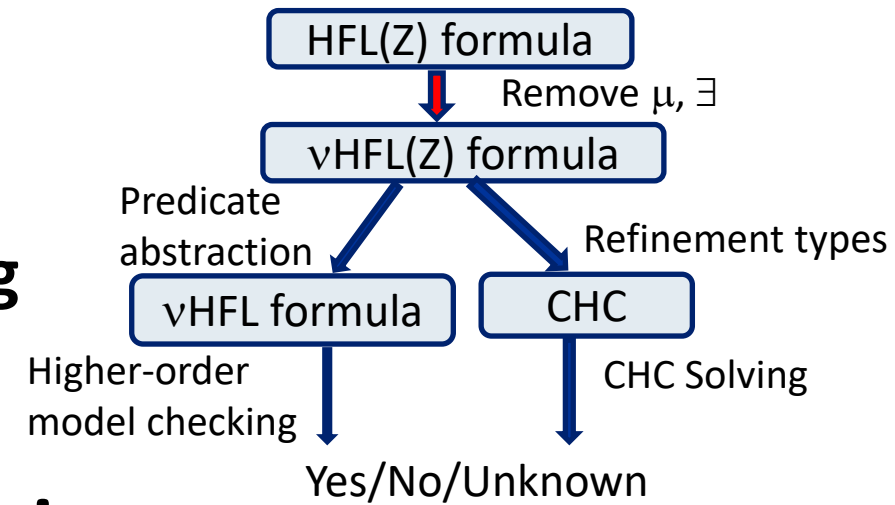 HFL(Z) formula
Remove μ, ∃
νHFL(Z) formula
Predicate
abstraction
Refinement types
g
νHFL formula
CHC
Higher-order
model checking
CHC Solving
Yes/No/Unknown